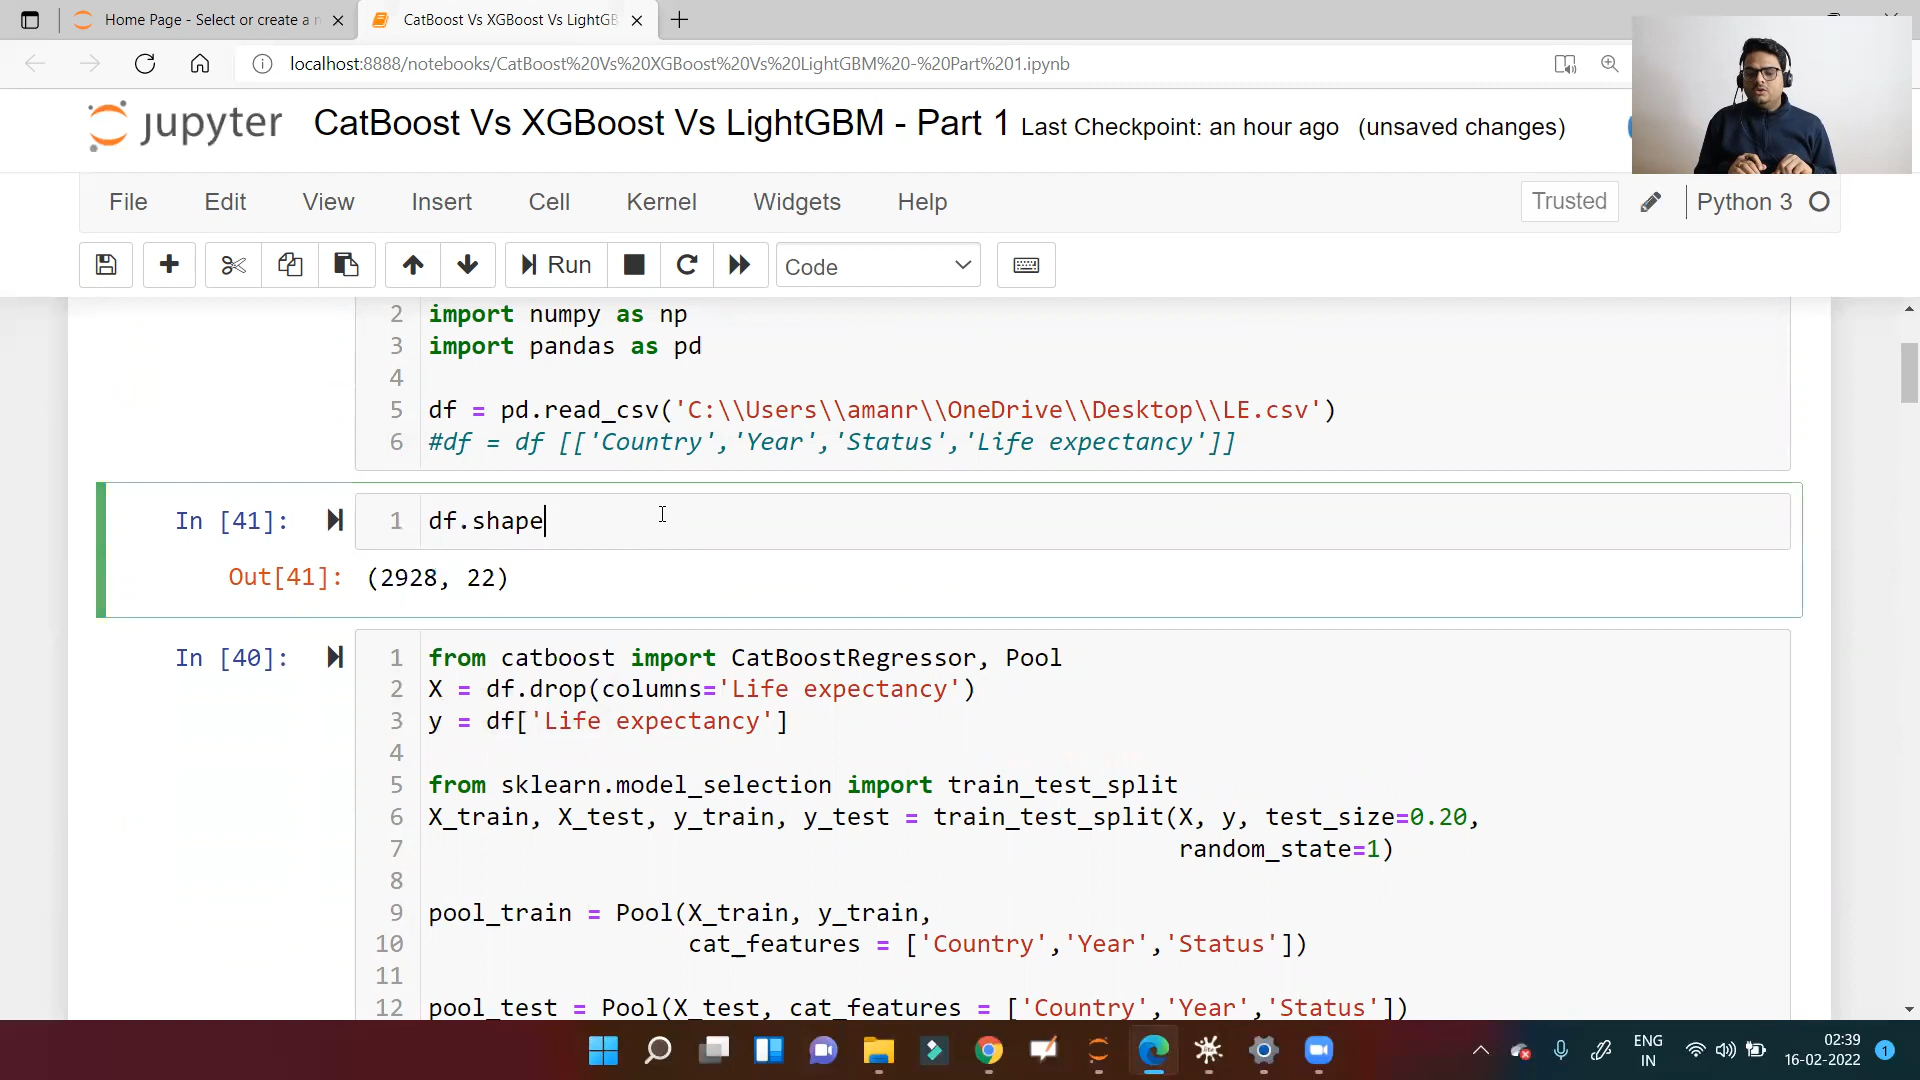 Home Page - Select or create a n
CatBoost Vs XGBoost Vs LightGB
localhost:8888/notebooks/CatBoost%20Vs%20XGBoost%20Vs%20LightGBM%20-%20Part%201.ipynb
jupyter CatBoost Vs XGBoost Vs LightGBM - Part 1 Last Checkpoint: an hour ago (unsaved changes)
File Edit View Insert Cell Kernel Widgets Help Trusted Python 3
Run Code
2 import numpy as np
3 import pandas as pd
4
5 df = pd.read_csv('C:\\Users\\amanr\\OneDrive\\Desktop\\LE.csv')
6 #df = df [['Country','Year','Status','Life expectancy']]
In [41]: 1 df.shape
Out[41]: (2928, 22)
In [40]: 1 from catboost import CatBoostRegressor, Pool
2 X = df.drop(columns='Life expectancy')
3 y = df['Life expectancy']
4
5 from sklearn.model_selection import train_test_split
6 X_train, X_test, y_train, y_test = train_test_split(X, y, test_size=0.20,
7 random_state=1)
8
9 pool_train = Pool(X_train, y_train,
10 cat_features = ['Country','Year','Status'])
11
12 pool_test = Pool(X_test, cat_features = ['Country','Year','Status'])
ENG
IN
02:39
16-02-2022
1